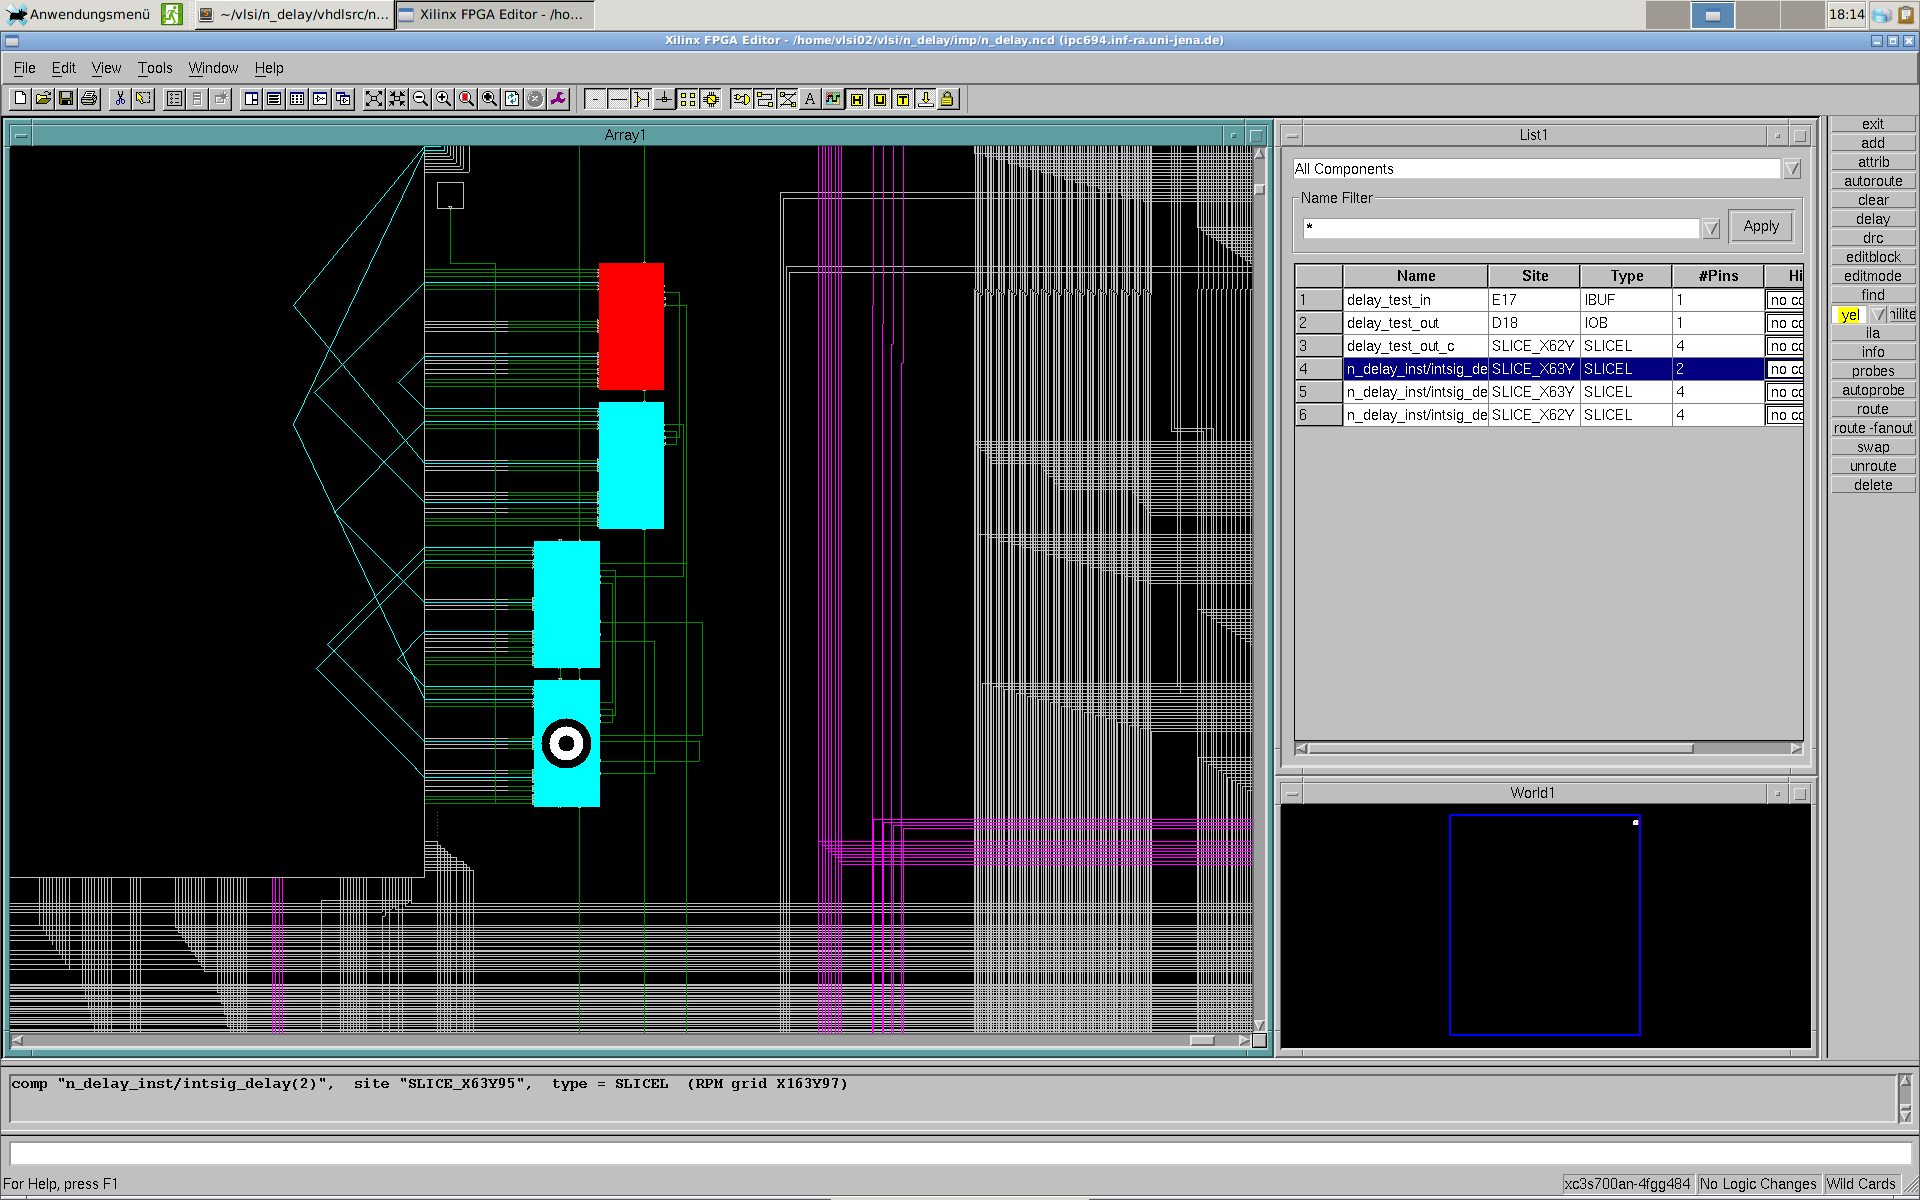 Anwendungsmenü
~/vlsi/n_delay/vhdlsrc/n...
Xilinx FPGA Editor - /ho...
18:14
Xilinx FPGA Editor - /home/vlsi02/vlsi/n_delay/imp/n_delay.ncd (ipc694.inf-ra.uni-jena.de)
File Edit View Tools Window Help
A
Array1
List1
All Components
Name Filter
*
Apply
Name Site Type #Pins Hi
1 delay_test_in E17 IBUF 1 no co
2 delay_test_out D18 IOB 1 no co
3 delay_test_out_c SLICE_X62Y SLICEL 4 no co
4 n_delay_inst/intsig_de SLICE_X63Y SLICEL 2 no co
5 n_delay_inst/intsig_de SLICE_X63Y SLICEL 4 no co
6 n_delay_inst/intsig_de SLICE_X62Y SLICEL 4 no co
World1
exit
add
attrib
autoroute
clear
delay
drc
editblock
editmode
find
yel hilite
ila
info
probes
autoprobe
route
route -fanout
swap
unroute
delete
comp "n_delay_inst/intsig_delay(2)", site "SLICE_X63Y95", type = SLICEL (RPM grid X163Y97)
For Help, press F1
xc3s700an-4fgg484
No Logic Changes
Wild Cards